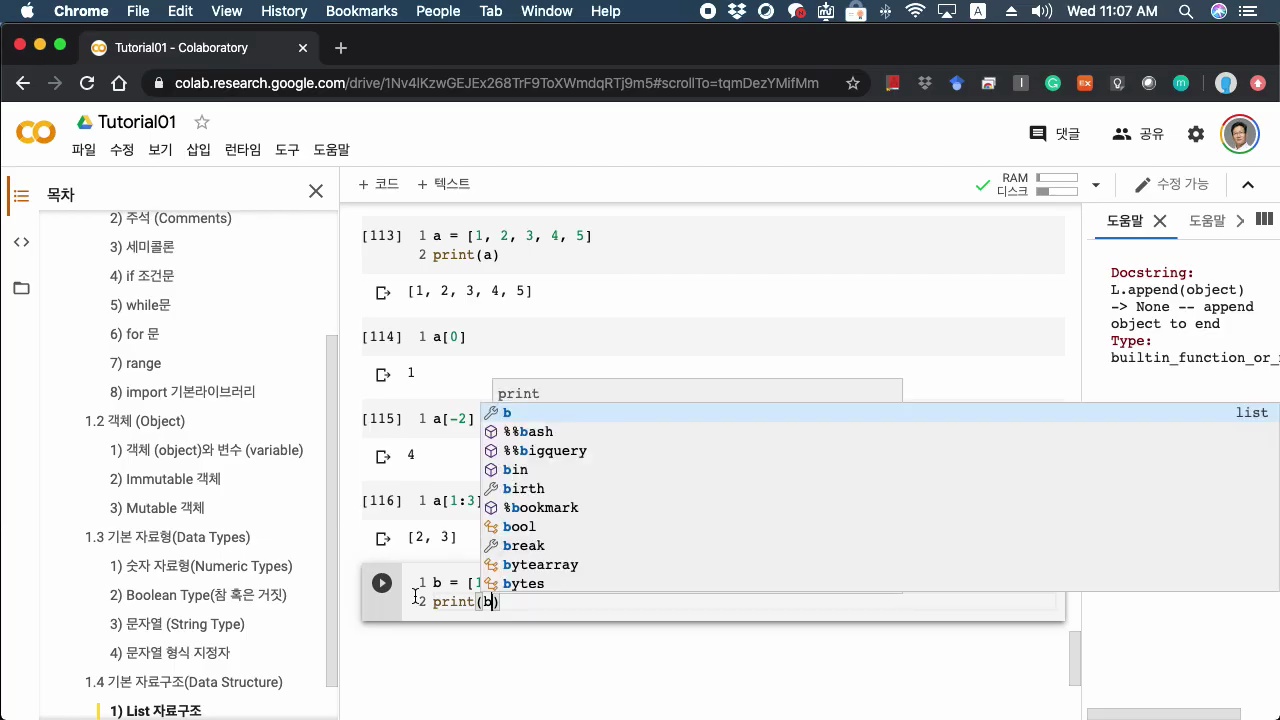 Chrome File Edit View History Bookmarks People Tab Window Help A Wed 11:07 AM
Tutorial01 - Colaboratory
colab.research.google.com/drive/1Nv4lKzwGEJEx268TrF9ToXWmdqRTj9m5#scrollTo=tqmDezYMifMm
Tutorial01
댓글 공유
파일 수정 보기 삽입 런타임 도구 도움말
목차
+ 코드 + 텍스트
RAM
디스크
수정 가능
2) 주석 (Comments)
3) 세미콜론
4) if 조건문
5) while문
6) for 문
7) range
8) import 기본라이브러리
1.2 객체 (Object)
1) 객체 (object)와 변수 (variable)
2) Immutable 객체
3) Mutable 객체
1.3 기본 자료형(Data Types)
1) 숫자 자료형(Numeric Types)
2) Boolean Type(참 혹은 거짓)
3) 문자열 (String Type)
4) 문자열 형식 지정자
1.4 기본 자료구조(Data Structure)
1) List 자료구조
[113] 1 a = [1, 2, 3, 4, 5]
2 print(a)
[1, 2, 3, 4, 5]
[114] 1 a[0]
1
[115] 1 a[-2]
4
[116] 1 a[1:3]
[2, 3]
1 b = [1
2 print(b)
print
b list
%%bash
%%bigquery
bin
birth
%bookmark
bool
break
bytearray
bytes
도움말 도움말
Docstring:
L.append(object)
-> None -- append
object to end
Type:
builtin_function_or_